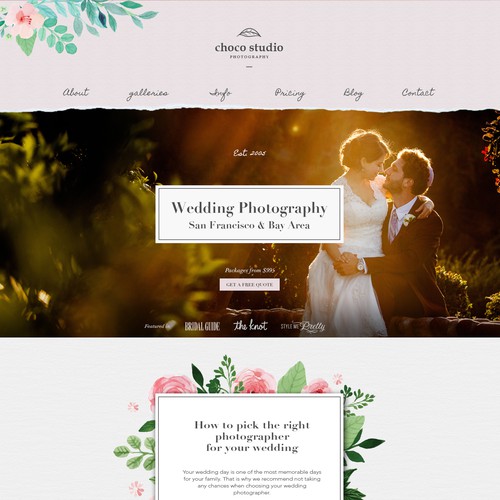 choco studio
PHOTOGRAPHY
About galleries Info Pricing Blog Contact
Est. 2005
Wedding Photography
San Francisco & Bay Area
Packages from $395
GET A FREE QUOTE
Featured in BRIDAL GUIDE the knot STYLE ME Pretty
How to pick the right
photographer
for your wedding
Your wedding day is one of the most memorable days
for your family. That is why we recommend not taking
any chances when choosing your wedding
photographer.